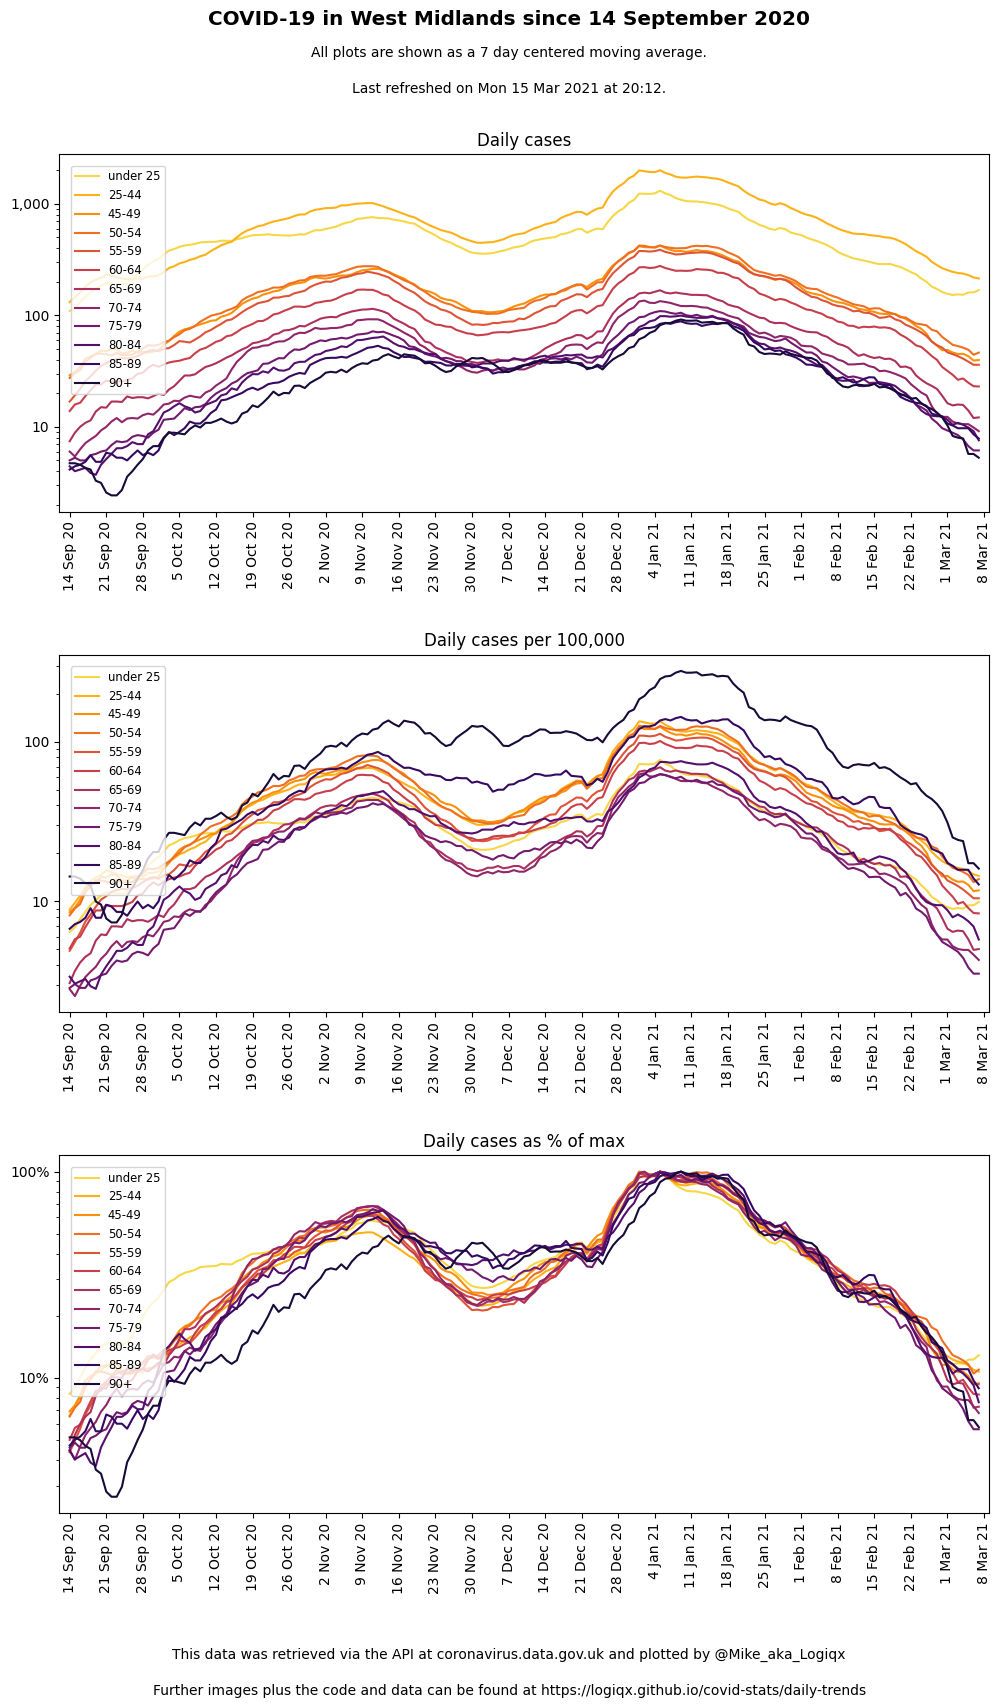 COVID-19 in West Midlands since 14 September 2020
All plots are shown as a 7 day centered moving average.
Last refreshed on Mon 15 Mar 2021 at 20:12.
Daily cases
1,000
100
10
under 25
25-44
45-49
50-54
55-59
60-64
65-69
70-74
75-79
80-84
85-89
90+
14 Sep 20
21 Sep 20
28 Sep 20
5 Oct 20
12 Oct 20
19 Oct 20
26 Oct 20
2 Nov 20
9 Nov 20
16 Nov 20
23 Nov 20
30 Nov 20
7 Dec 20
14 Dec 20
21 Dec 20
28 Dec 20
4 Jan 21
11 Jan 21
18 Jan 21
25 Jan 21
1 Feb 21
8 Feb 21
15 Feb 21
22 Feb 21
1 Mar 21
8 Mar 21
Daily cases per 100,000
100
10
under 25
25-44
45-49
50-54
55-59
60-64
65-69
70-74
75-79
80-84
85-89
90+
14 Sep 20
21 Sep 20
28 Sep 20
5 Oct 20
12 Oct 20
19 Oct 20
26 Oct 20
2 Nov 20
9 Nov 20
16 Nov 20
23 Nov 20
30 Nov 20
7 Dec 20
14 Dec 20
21 Dec 20
28 Dec 20
4 Jan 21
11 Jan 21
18 Jan 21
25 Jan 21
1 Feb 21
8 Feb 21
15 Feb 21
22 Feb 21
1 Mar 21
8 Mar 21
Daily cases as % of max
100%
10%
under 25
25-44
45-49
50-54
55-59
60-64
65-69
70-74
75-79
80-84
85-89
90+
14 Sep 20
21 Sep 20
28 Sep 20
5 Oct 20
12 Oct 20
19 Oct 20
26 Oct 20
2 Nov 20
9 Nov 20
16 Nov 20
23 Nov 20
30 Nov 20
7 Dec 20
14 Dec 20
21 Dec 20
28 Dec 20
4 Jan 21
11 Jan 21
18 Jan 21
25 Jan 21
1 Feb 21
8 Feb 21
15 Feb 21
22 Feb 21
1 Mar 21
8 Mar 21
This data was retrieved via the API at coronavirus.data.gov.uk and plotted by @Mike_aka_Logiqx
Further images plus the code and data can be found at https://logiqx.github.io/covid-stats/daily-trends